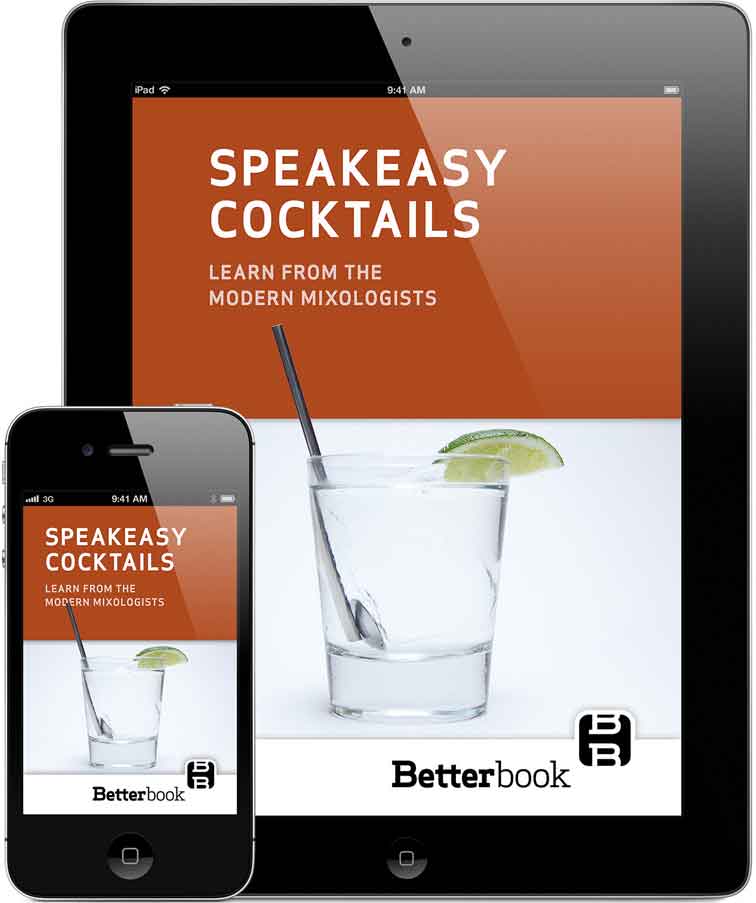 iPad 9:41 AM
SPEAKEASY
COCKTAILS
LEARN FROM THE
MODERN MIXOLOGISTS
Betterbook
B
B
3G 9:41 AM
SPEAKEASY
COCKTAILS
LEARN FROM THE
MODERN MIXOLOGISTS
Betterbook
B
B